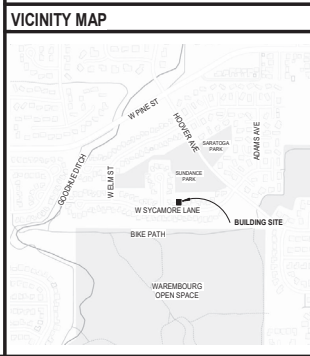 VICINITY MAP
W PINE ST
HOOVER AVE
ADAMS AVE
SARATOGA
PARK
GOODHUE DITCH
W ELM ST
SUNDANCE
PARK
W SYCAMORE LANE
BUILDING SITE
BIKE PATH
WAREMBOURG
OPEN SPACE